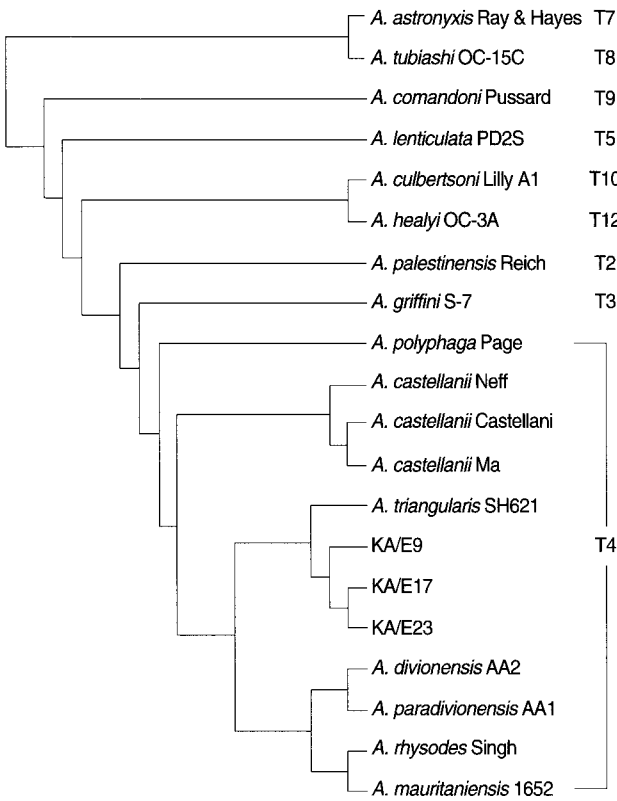 A. astronyxis Ray & Hayes T7
A. tubiashi OC-15C T8
A. comandoni Pussard T9
A. lenticulata PD2S T5
A. culbertsoni Lilly A1 T10
A. healyi OC-3A T12
A. palestinensis Reich T2
A. griffini S-7 T3
A. polyphaga Page
A. castellanii Neff
A. castellanii Castellani
A. castellanii Ma
A. triangularis SH621
KA/E9 T4
KA/E17
KA/E23
A. divionensis AA2
A. paradivionensis AA1
A. rhysodes Singh
A. mauritaniensis 1652